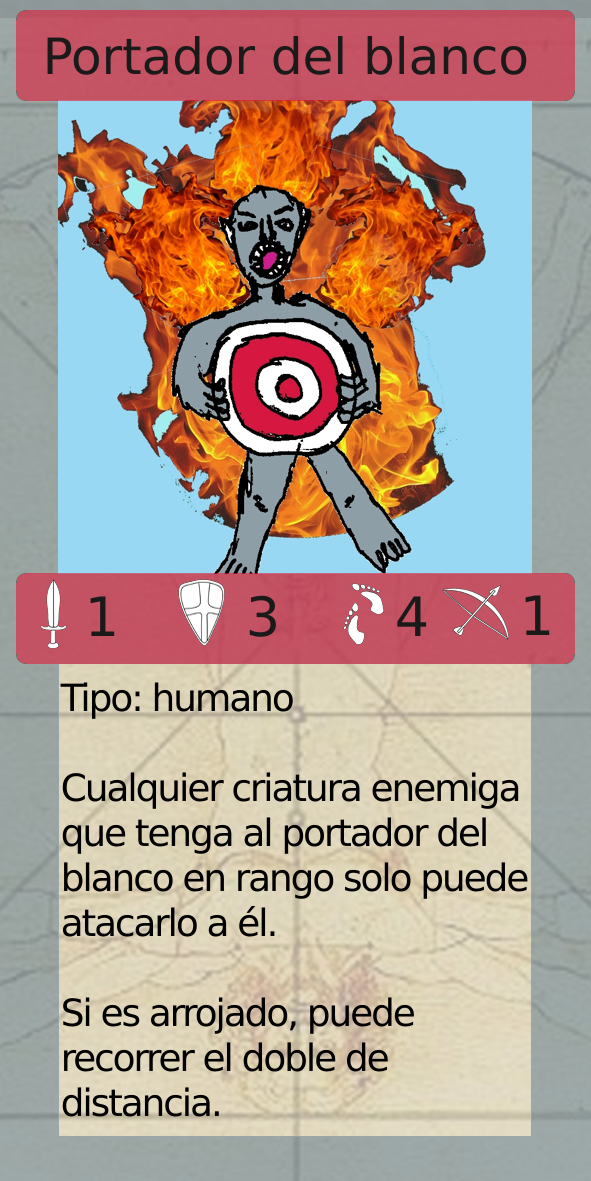 Portador del blanco
1 3 4 1
Tipo: humano
Cualquier criatura enemiga
que tenga al portador del
blanco en rango solo puede
atacarlo a él.
Si es arrojado, puede
recorrer el doble de
distancia.